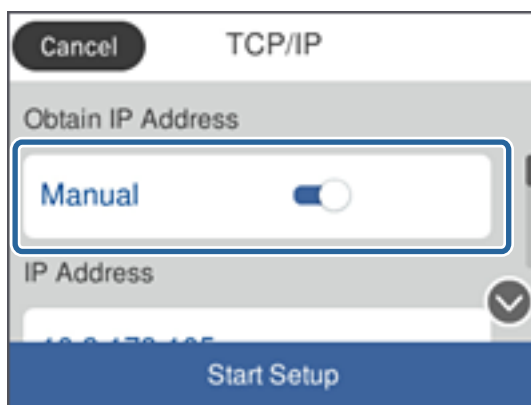 Cancel
TCP/IP
Obtain IP Address
Manual
IP Address
Start Setup